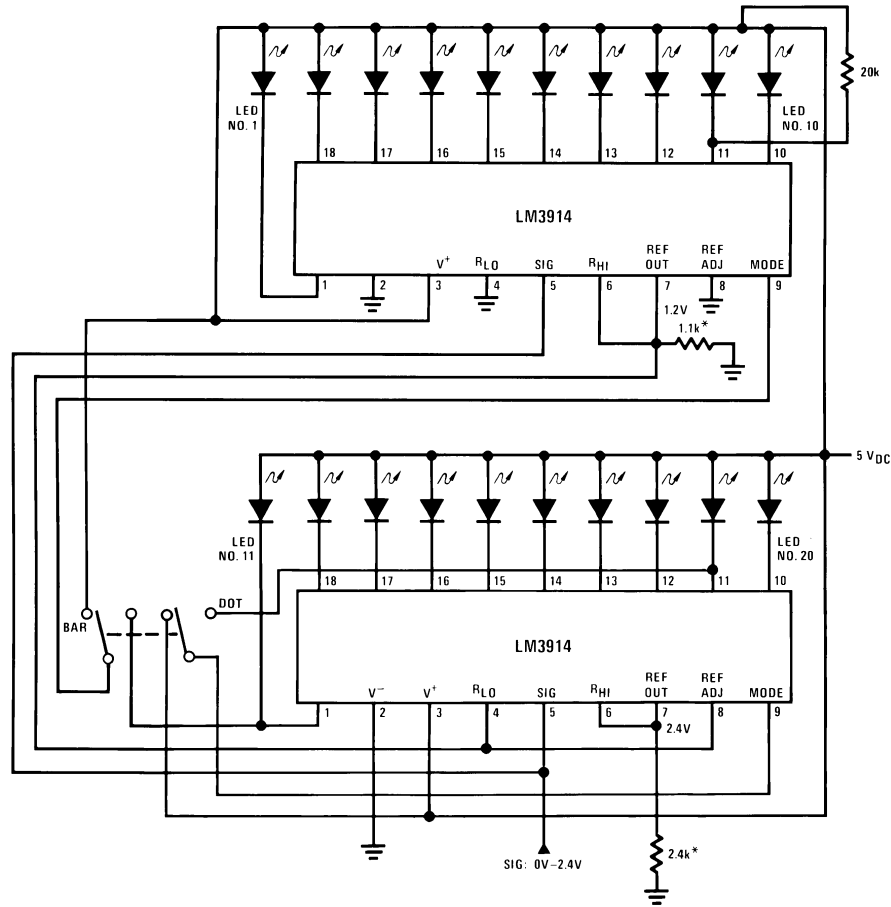 20k
LED
NO. 1
LED
NO. 10
18 17 16 15 14 13 12 11 10
LM3914
V+ RLO SIG RHI REF OUT REF ADJ MODE
1 2 3 4 5 6 7 8 9
1.2V
1.1k*
5 VDC
LED
NO. 11
LED
NO. 20
18 17 16 15 14 13 12 11 10
DOT
BAR
LM3914
V− V+ RLO SIG RHI REF OUT REF ADJ MODE
1 2 3 4 5 6 7 8 9
2.4V
2.4k*
SIG: 0V–2.4V